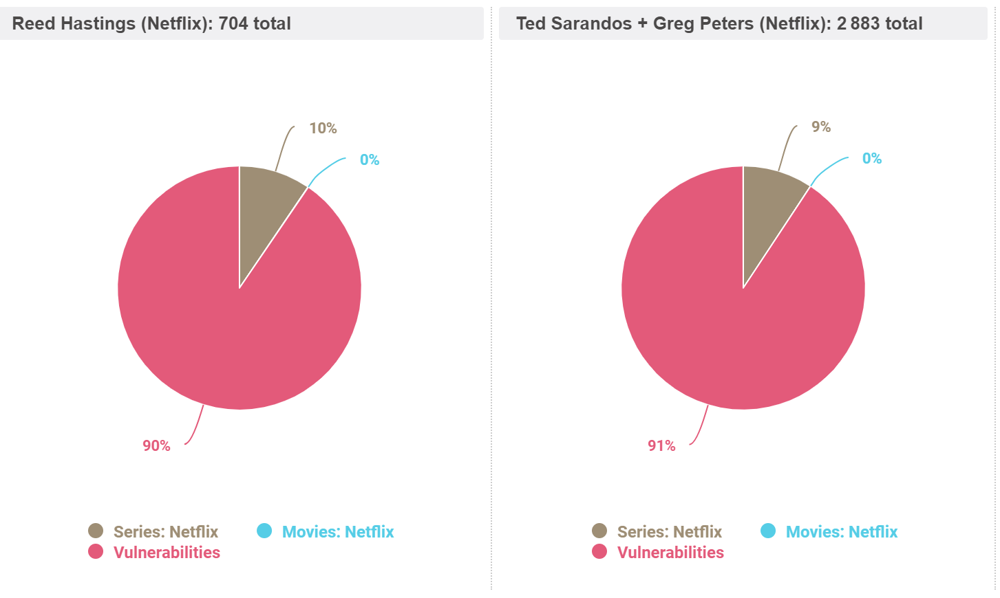 Reed Hastings (Netflix): 704 total
10%
0%
90%
Series: Netflix
Movies: Netflix
Vulnerabilities
Ted Sarandos + Greg Peters (Netflix): 2 883 total
9%
0%
91%
Series: Netflix
Movies: Netflix
Vulnerabilities